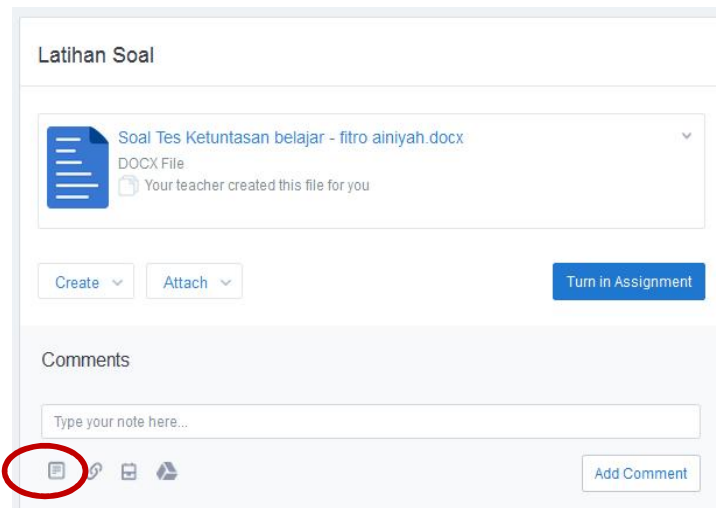 Latihan Soal
Soal Tes Ketuntasan belajar - fitro ainiyah.docx
DOCX File
Your teacher created this file for you
Create
Attach
Turn in Assignment
Comments
Type your note here...
Add Comment